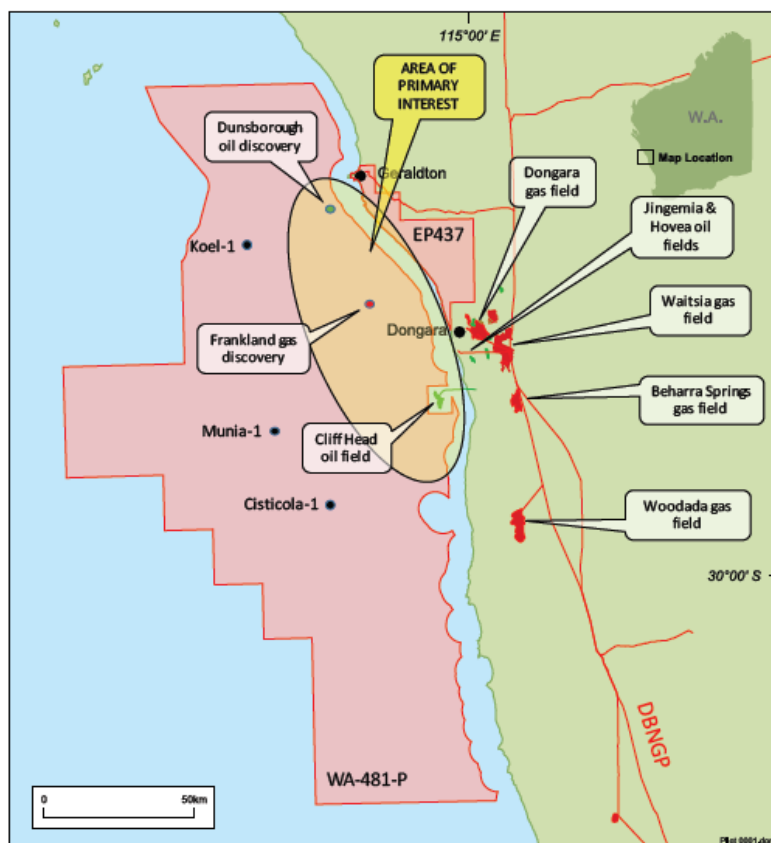 115°00' E
AREA OF
PRIMARY
INTEREST
W.A.
Map Location
Dunsborough
oil discovery
Geraldton
Dongara
gas field
Jingemia &
Hovea oil
fields
EP437
Koel-1
Waitsia gas
field
Dongara
Frankland gas
discovery
Beharra Springs
gas field
Munia-1
Cliff Head
oil field
Cisticola-1
Woodada gas
field
30°00' S
DBNGP
WA-481-P
0 50km